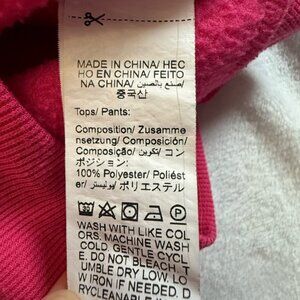 MADE IN CHINA/ HEC
HO EN CHINA/ FEITO
NA CHINA/ صنع بالصين/
중국산
Tops/ Pants:
Composition/ Zusamme
nsetzung/ Composición/
Composição/ تكوين/ コン
ポジション:
100% Polyester/ Poliést
er/ بوليستر/ ポリエステル
WASH WITH LIKE COL
ORS. MACHINE WASH
COLD, GENTLE CYCL
E. DO NOT BLEACH. T
UMBLE DRY LOW. LO
W IRON IF NEEDED. D
RYCLEANABLE